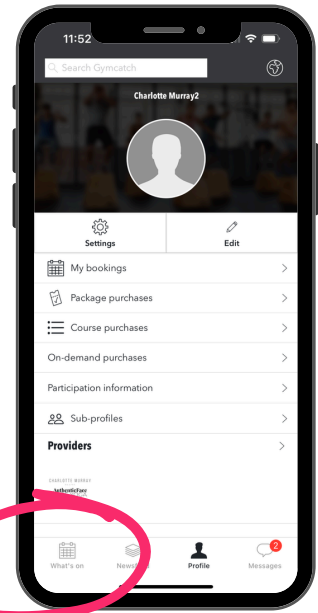 11:52
Search Gymcatch
Charlotte Murray2
Settings
Edit
My bookings
Package purchases
Course purchases
On-demand purchases
Participation information
Sub-profiles
Providers
CHARLOTTE MURRAY
What's on
Profile
2
Messages